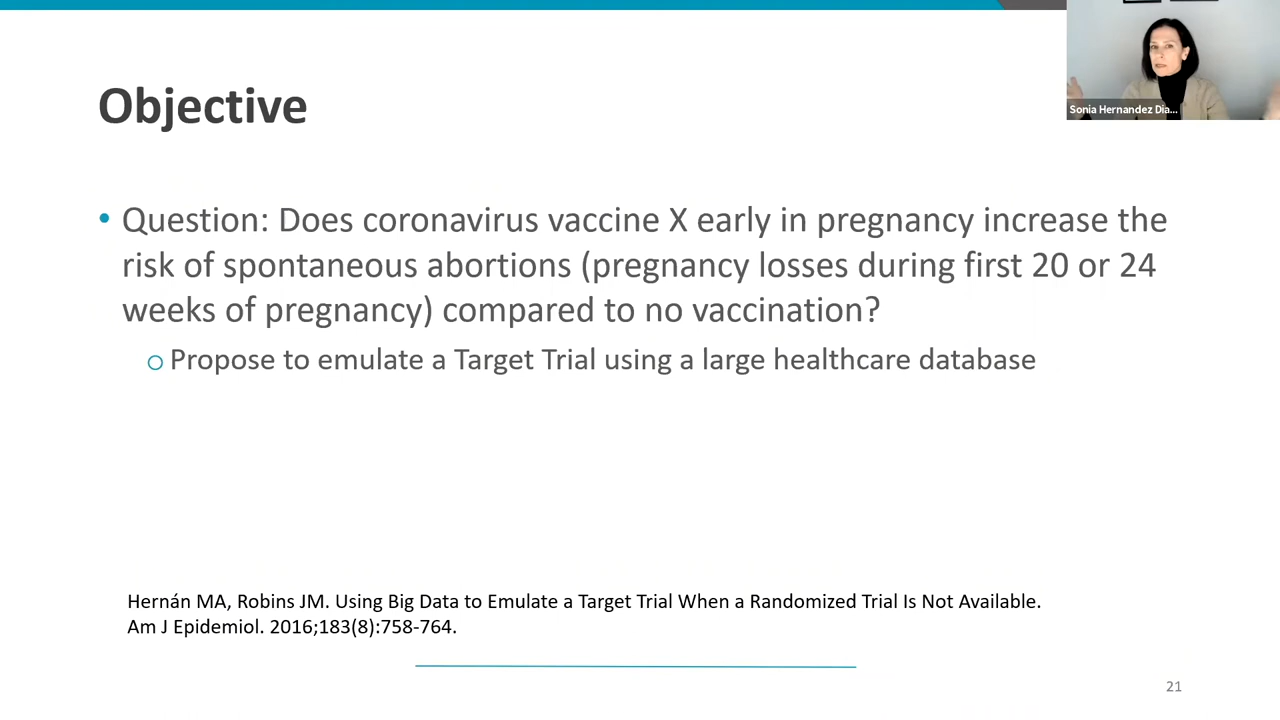 Sonia Hernandez Dia...
Objective
• Question: Does coronavirus vaccine X early in pregnancy increase the
risk of spontaneous abortions (pregnancy losses during first 20 or 24
weeks of pregnancy) compared to no vaccination?
o Propose to emulate a Target Trial using a large healthcare database
Hernán MA, Robins JM. Using Big Data to Emulate a Target Trial When a Randomized Trial Is Not Available.
Am J Epidemiol. 2016;183(8):758-764.
21